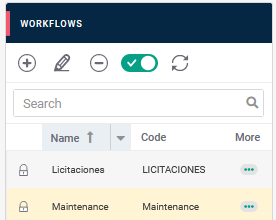 WORKFLOWS
Search
Name Code More
Licitaciones LICITACIONES
Maintenance Maintenance